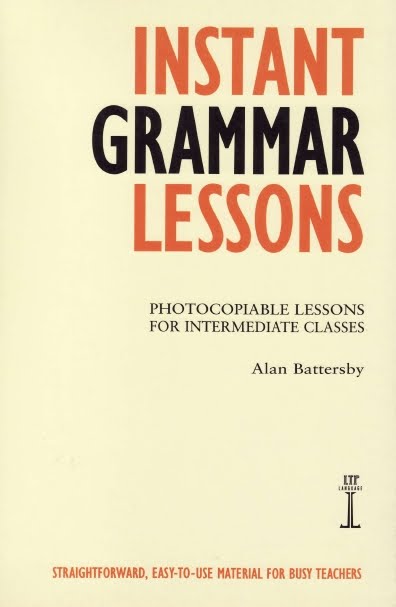 INSTANT
GRAMMAR
LESSONS
PHOTOCOPIABLE LESSONS
FOR INTERMEDIATE CLASSES
Alan Battersby
LTP
LANGUAGE
STRAIGHTFORWARD, EASY-TO-USE MATERIAL FOR BUSY TEACHERS